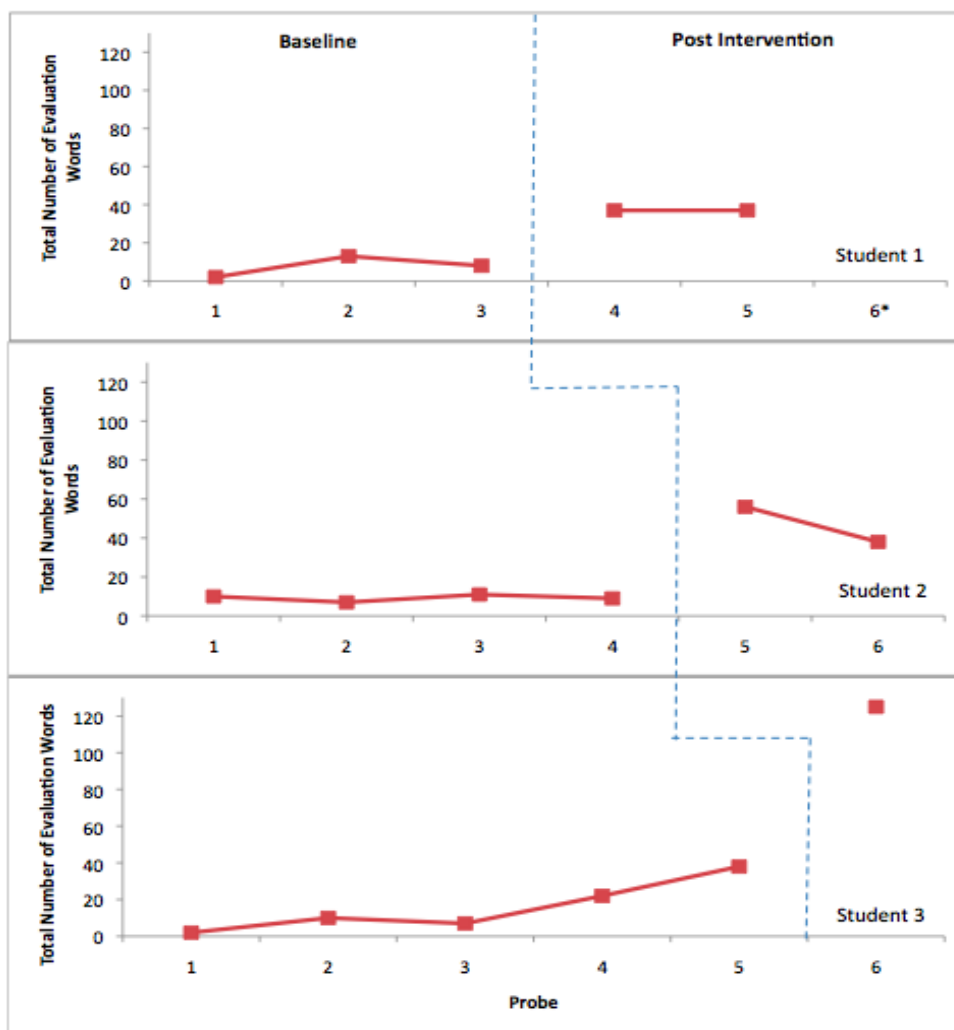 Baseline
Post Intervention
Total Number of Evaluation
Words
120
100
80
60
40
20
0
Student 1
1 2 3 4 5 6*
Total Number of Evaluation
Words
120
100
80
60
40
20
0
Student 2
1 2 3 4 5 6
Total Number of Evaluation Words
120
100
80
60
40
20
0
Student 3
1 2 3 4 5 6
Probe